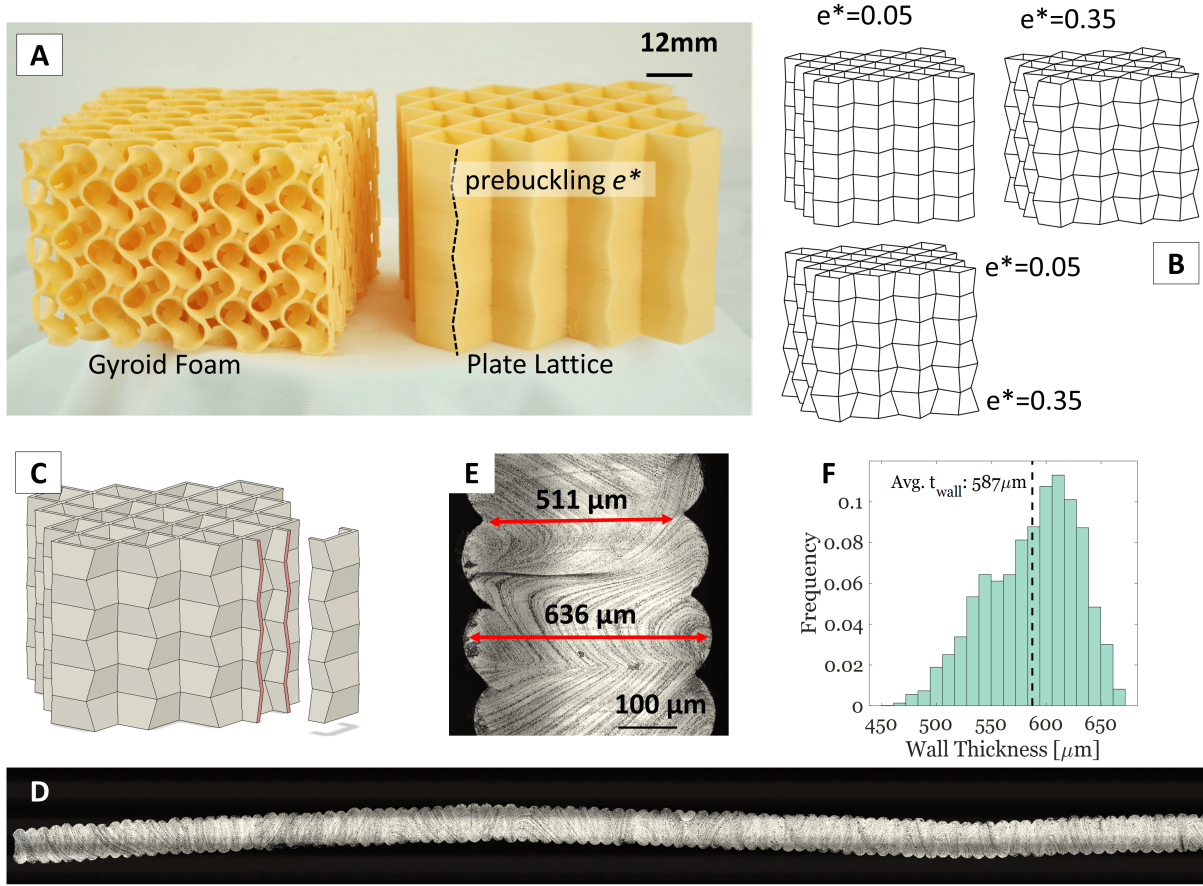 A
12mm
prebuckling e*
Gyroid Foam
Plate Lattice
e*=0.05
e*=0.35
e*=0.05
B
e*=0.35
C
E
511 μm
636 μm
100 μm
F
Avg. t_wall: 587μm
0.1
0.08
0.06
0.04
0.02
0
Frequency
450 500 550 600 650
Wall Thickness [μm]
D